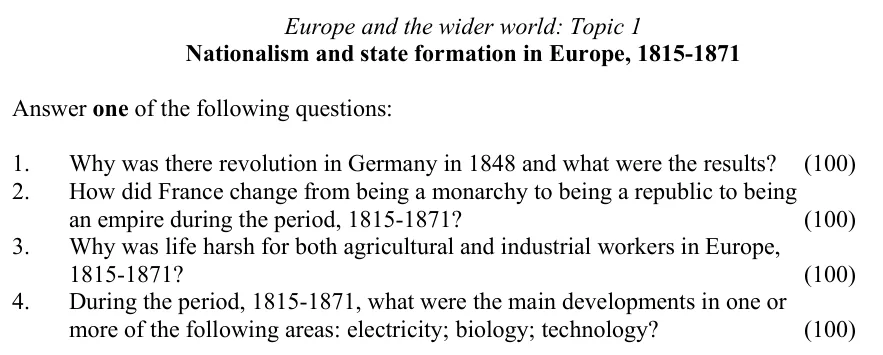 Europe and the wider world: Topic 1
Nationalism and state formation in Europe, 1815-1871
Answer one of the following questions:
1. Why was there revolution in Germany in 1848 and what were the results? (100)
2. How did France change from being a monarchy to being a republic to being
an empire during the period, 1815-1871? (100)
3. Why was life harsh for both agricultural and industrial workers in Europe,
1815-1871? (100)
4. During the period, 1815-1871, what were the main developments in one or
more of the following areas: electricity; biology; technology? (100)